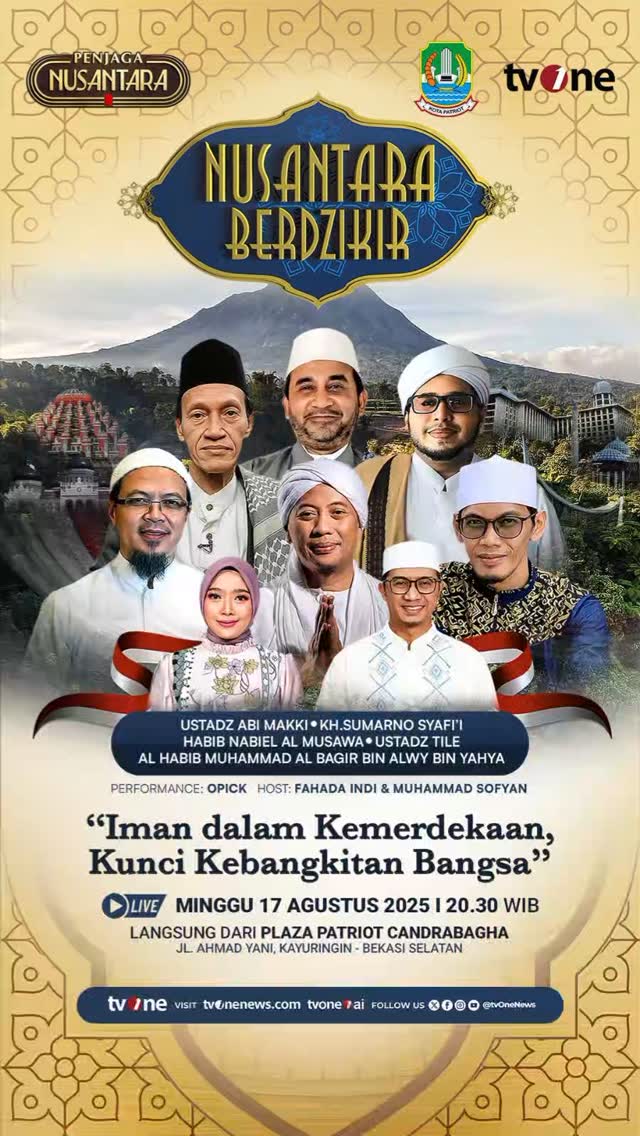 PENJAGA
NUSANTARA
KOTA PATRIOT
tvOne
NUSANTARA
BERDZIKIR
USTADZ ABI MAKKI • KH.SUMARNO SYAFI'I
HABIB NABIEL AL MUSAWA • USTADZ TILE
AL HABIB MUHAMMAD AL BAGIR BIN ALWY BIN YAHYA
PERFORMANCE: OPICK HOST: FAHADA INDI & MUHAMMAD SOFYAN
“Iman dalam Kemerdekaan,
Kunci Kebangkitan Bangsa”
LIVE MINGGU 17 AGUSTUS 2025 I 20.30 WIB
LANGSUNG DARI PLAZA PATRIOT CANDRABAGHA
JL. AHMAD YANI, KAYURINGIN - BEKASI SELATAN
tvOne VISIT tvOnenews.com tvone ai FOLLOW US @tvOneNews